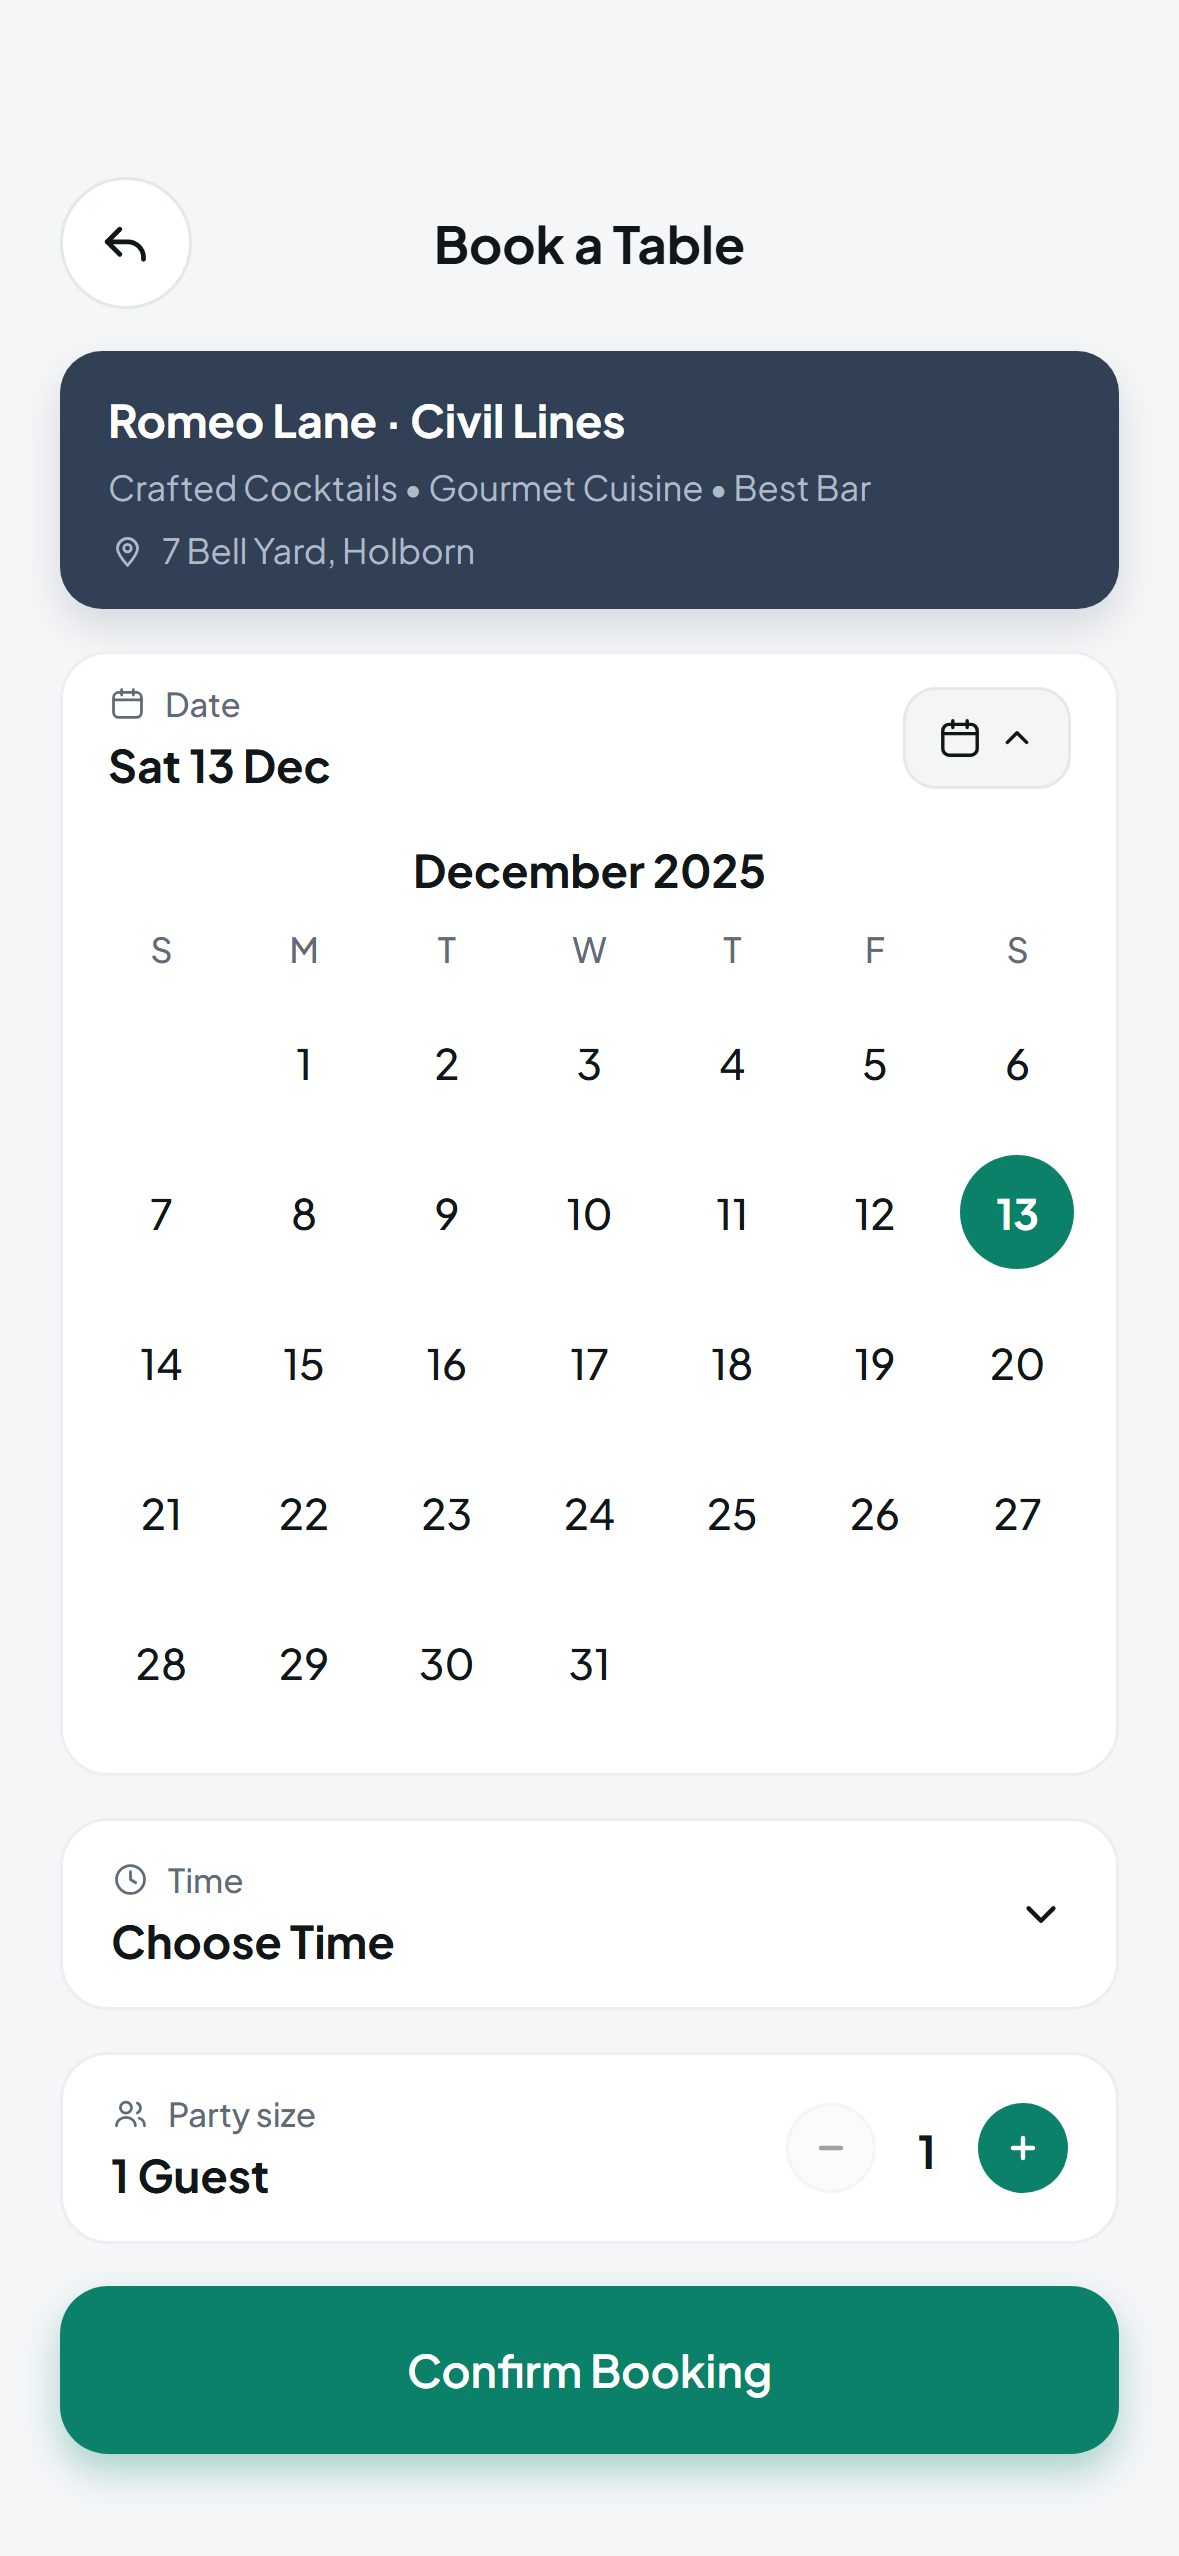 Book a Table
Romeo Lane · Civil Lines
Crafted Cocktails • Gourmet Cuisine • Best Bar
7 Bell Yard, Holborn
Date
Sat 13 Dec
December 2025
S M T W T F S
1 2 3 4 5 6
7 8 9 10 11 12 13
14 15 16 17 18 19 20
21 22 23 24 25 26 27
28 29 30 31
Time
Choose Time
Party size
1 Guest
1
Confirm Booking